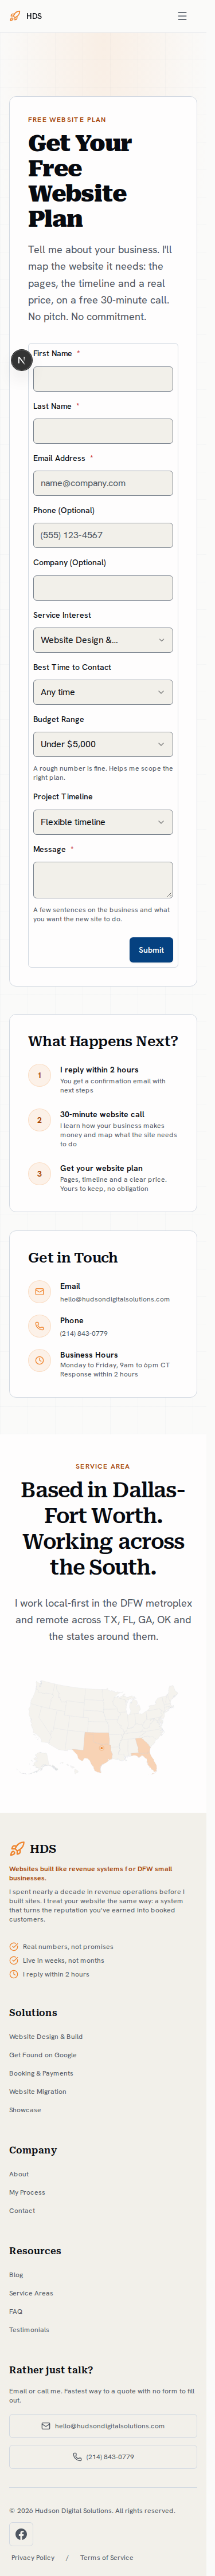 HDS
FREE WEBSITE PLAN
Get Your
Free
Website
Plan
Tell me about your business. I'll
map the website it needs: the
pages, the timeline and a real
price, on a free 30-minute call.
No pitch. No commitment.
First Name *
N
Last Name *
Email Address *
name@company.com
Phone (Optional)
(555) 123-4567
Company (Optional)
Service Interest
Website Design &...
Best Time to Contact
Any time
Budget Range
Under $5,000
A rough number is fine. Helps me scope the
right plan.
Project Timeline
Flexible timeline
Message *
A few sentences on the business and what
you want the new site to do.
Submit
What Happens Next?
1
I reply within 2 hours
You get a confirmation email with
next steps
2
30-minute website call
I learn how your business makes
money and map what the site needs
to do
3
Get your website plan
Pages, timeline and a clear price.
Yours to keep, no obligation
Get in Touch
Email
hello@hudsondigitalsolutions.com
Phone
(214) 843-0779
Business Hours
Monday to Friday, 9am to 6pm CT
Response within 2 hours
SERVICE AREA
Based in Dallas-
Fort Worth.
Working across
the South.
I work local-first in the DFW metroplex
and remote across TX, FL, GA, OK and
the states around them.
HDS
Websites built like revenue systems for DFW small
businesses.
I spent nearly a decade in revenue operations before I
built sites. I treat your website the same way: a system
that turns the reputation you've earned into booked
customers.
Real numbers, not promises
Live in weeks, not months
I reply within 2 hours
Solutions
Website Design & Build
Get Found on Google
Booking & Payments
Website Migration
Showcase
Company
About
My Process
Contact
Resources
Blog
Service Areas
FAQ
Testimonials
Rather just talk?
Email or call me. Fastest way to a quote with no form to fill
out.
hello@hudsondigitalsolutions.com
(214) 843-0779
© 2026 Hudson Digital Solutions. All rights reserved.
Privacy Policy / Terms of Service